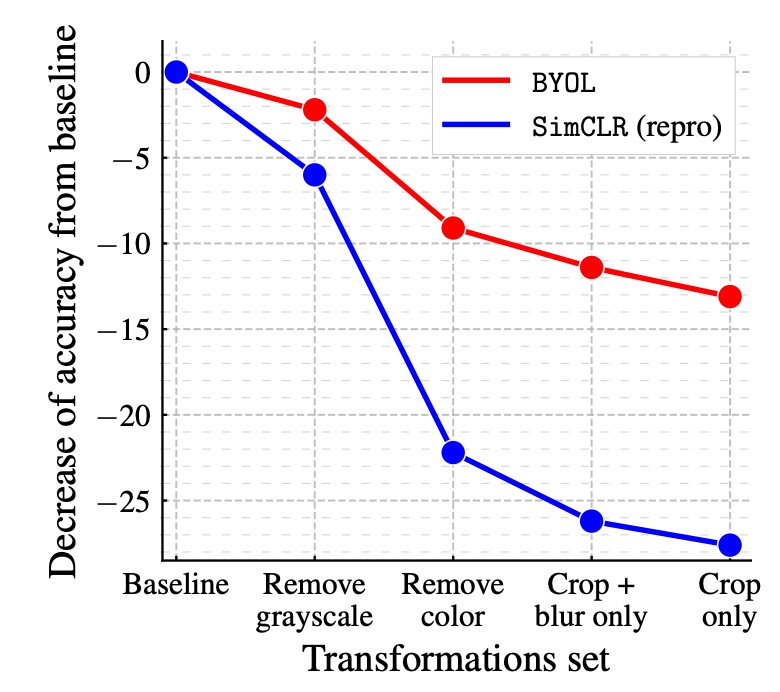 Decrease of accuracy from baseline
0
−5
−10
−15
−20
−25
BYOL
SimCLR (repro)
Baseline
Remove
grayscale
Remove
color
Crop +
blur only
Crop
only
Transformations set